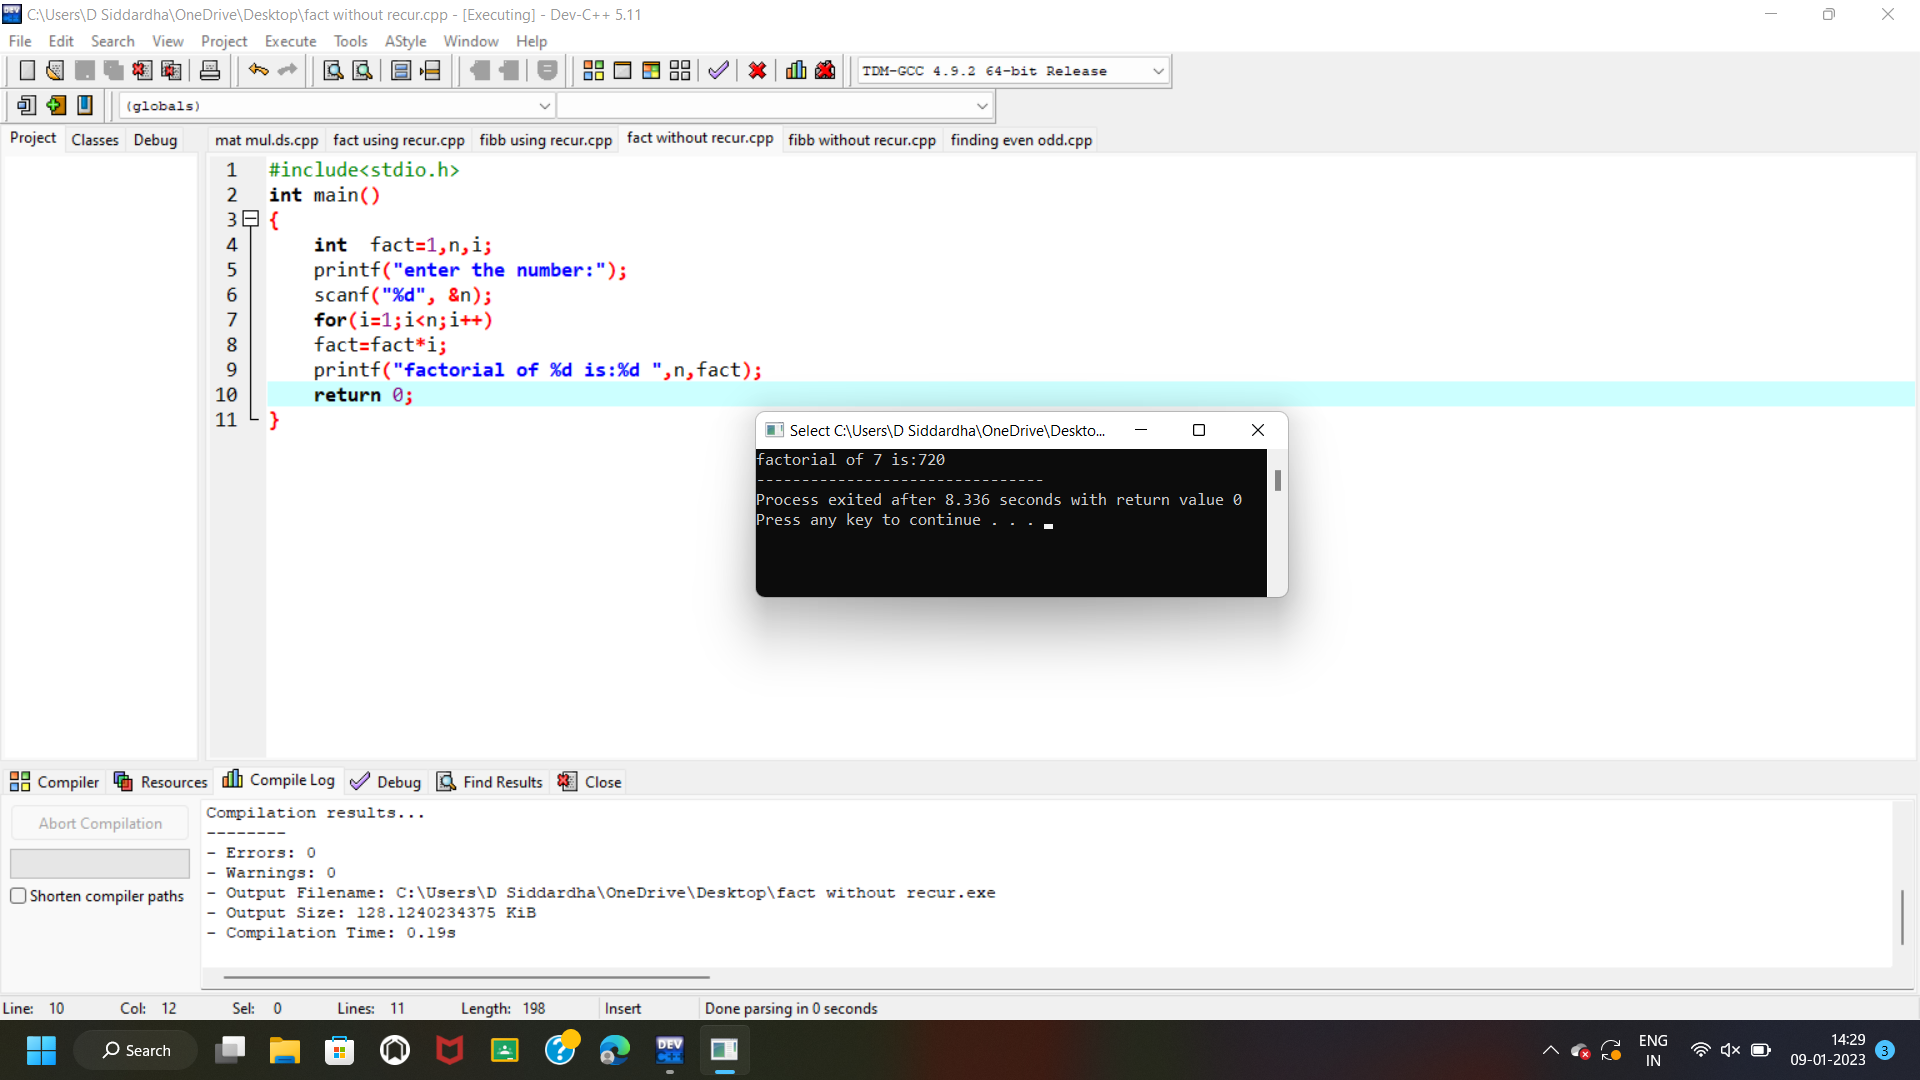 C:\Users\D Siddardha\OneDrive\Desktop\fact without recur.cpp - [Executing] - Dev-C++ 5.11
File Edit Search View Project Execute Tools AStyle Window Help
TDM-GCC 4.9.2 64-bit Release
(globals)
Project Classes Debug mat mul.ds.cpp fact using recur.cpp fibb using recur.cpp fact without recur.cpp fibb without recur.cpp finding even odd.cpp
1 #include<stdio.h>
2 int main()
3 {
4 int  fact=1,n,i;
5 printf("enter the number:");
6 scanf("%d", &n);
7 for(i=1;i<n;i++)
8 fact=fact*i;
9 printf("factorial of %d is:%d ",n,fact);
10 return 0;
11 }
Select C:\Users\D Siddardha\OneDrive\Deskto...
factorial of 7 is:720
--------------------------------
Process exited after 8.336 seconds with return value 0
Press any key to continue . . .
Compiler Resources Compile Log Debug Find Results Close
Abort Compilation
Shorten compiler paths
Compilation results...
--------
- Errors: 0
- Warnings: 0
- Output Filename: C:\Users\D Siddardha\OneDrive\Desktop\fact without recur.exe
- Output Size: 128.1240234375 KiB
- Compilation Time: 0.19s
Line: 10 Col: 12 Sel: 0 Lines: 11 Length: 198 Insert Done parsing in 0 seconds
Search
DEV
C++
ENG
IN
14:29
09-01-2023
3